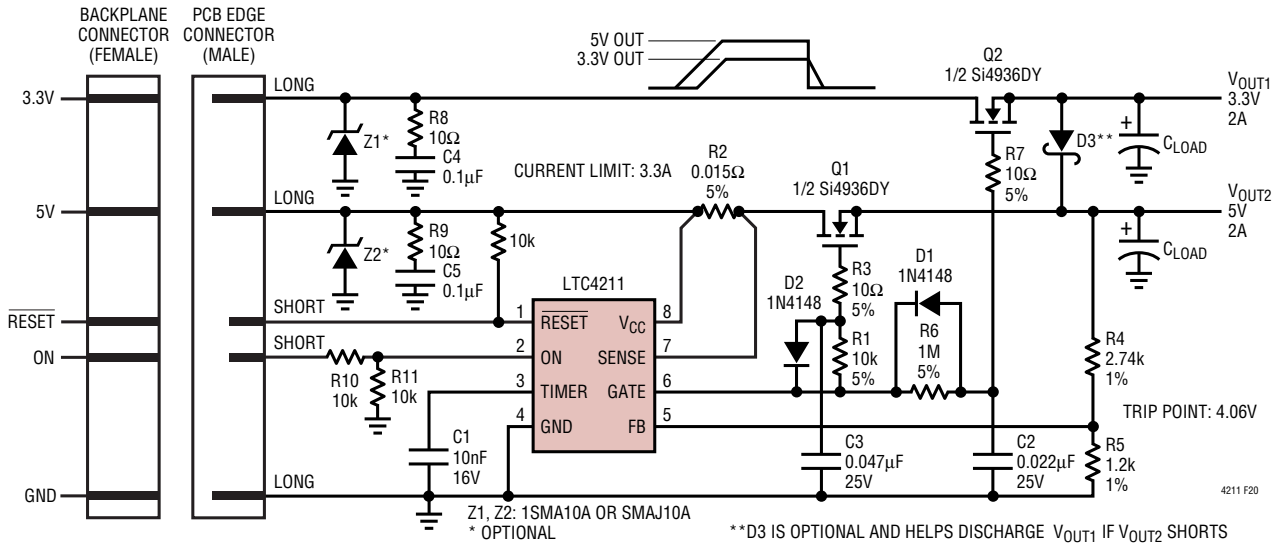 BACKPLANE
CONNECTOR
(FEMALE)
PCB EDGE
CONNECTOR
(MALE)
5V OUT
3.3V OUT
Q2
1/2 Si4936DY
LONG
3.3V
VOUT1
3.3V
2A
Z1*
R8
10Ω
C4
0.1µF
CURRENT LIMIT: 3.3A
R2
0.015Ω
5%
Q1
1/2 Si4936DY
R7
10Ω
5%
D3**
+
CLOAD
LONG
5V
VOUT2
5V
2A
Z2*
R9
10Ω
C5
0.1µF
10k
LTC4211
D2
1N4148
R3
10Ω
5%
D1
1N4148
+
CLOAD
SHORT
RESET
1
RESET
VCC
8
SHORT
ON
2
ON
SENSE
7
R10
10k
R11
10k
3
TIMER
GATE
6
4
GND
FB
5
R1
10k
5%
R6
1M
5%
R4
2.74k
1%
TRIP POINT: 4.06V
C1
10nF
16V
C3
0.047µF
25V
C2
0.022µF
25V
R5
1.2k
1%
LONG
GND
4211 F20
Z1, Z2: 1SMA10A OR SMAJ10A
* OPTIONAL
**D3 IS OPTIONAL AND HELPS DISCHARGE VOUT1 IF VOUT2 SHORTS